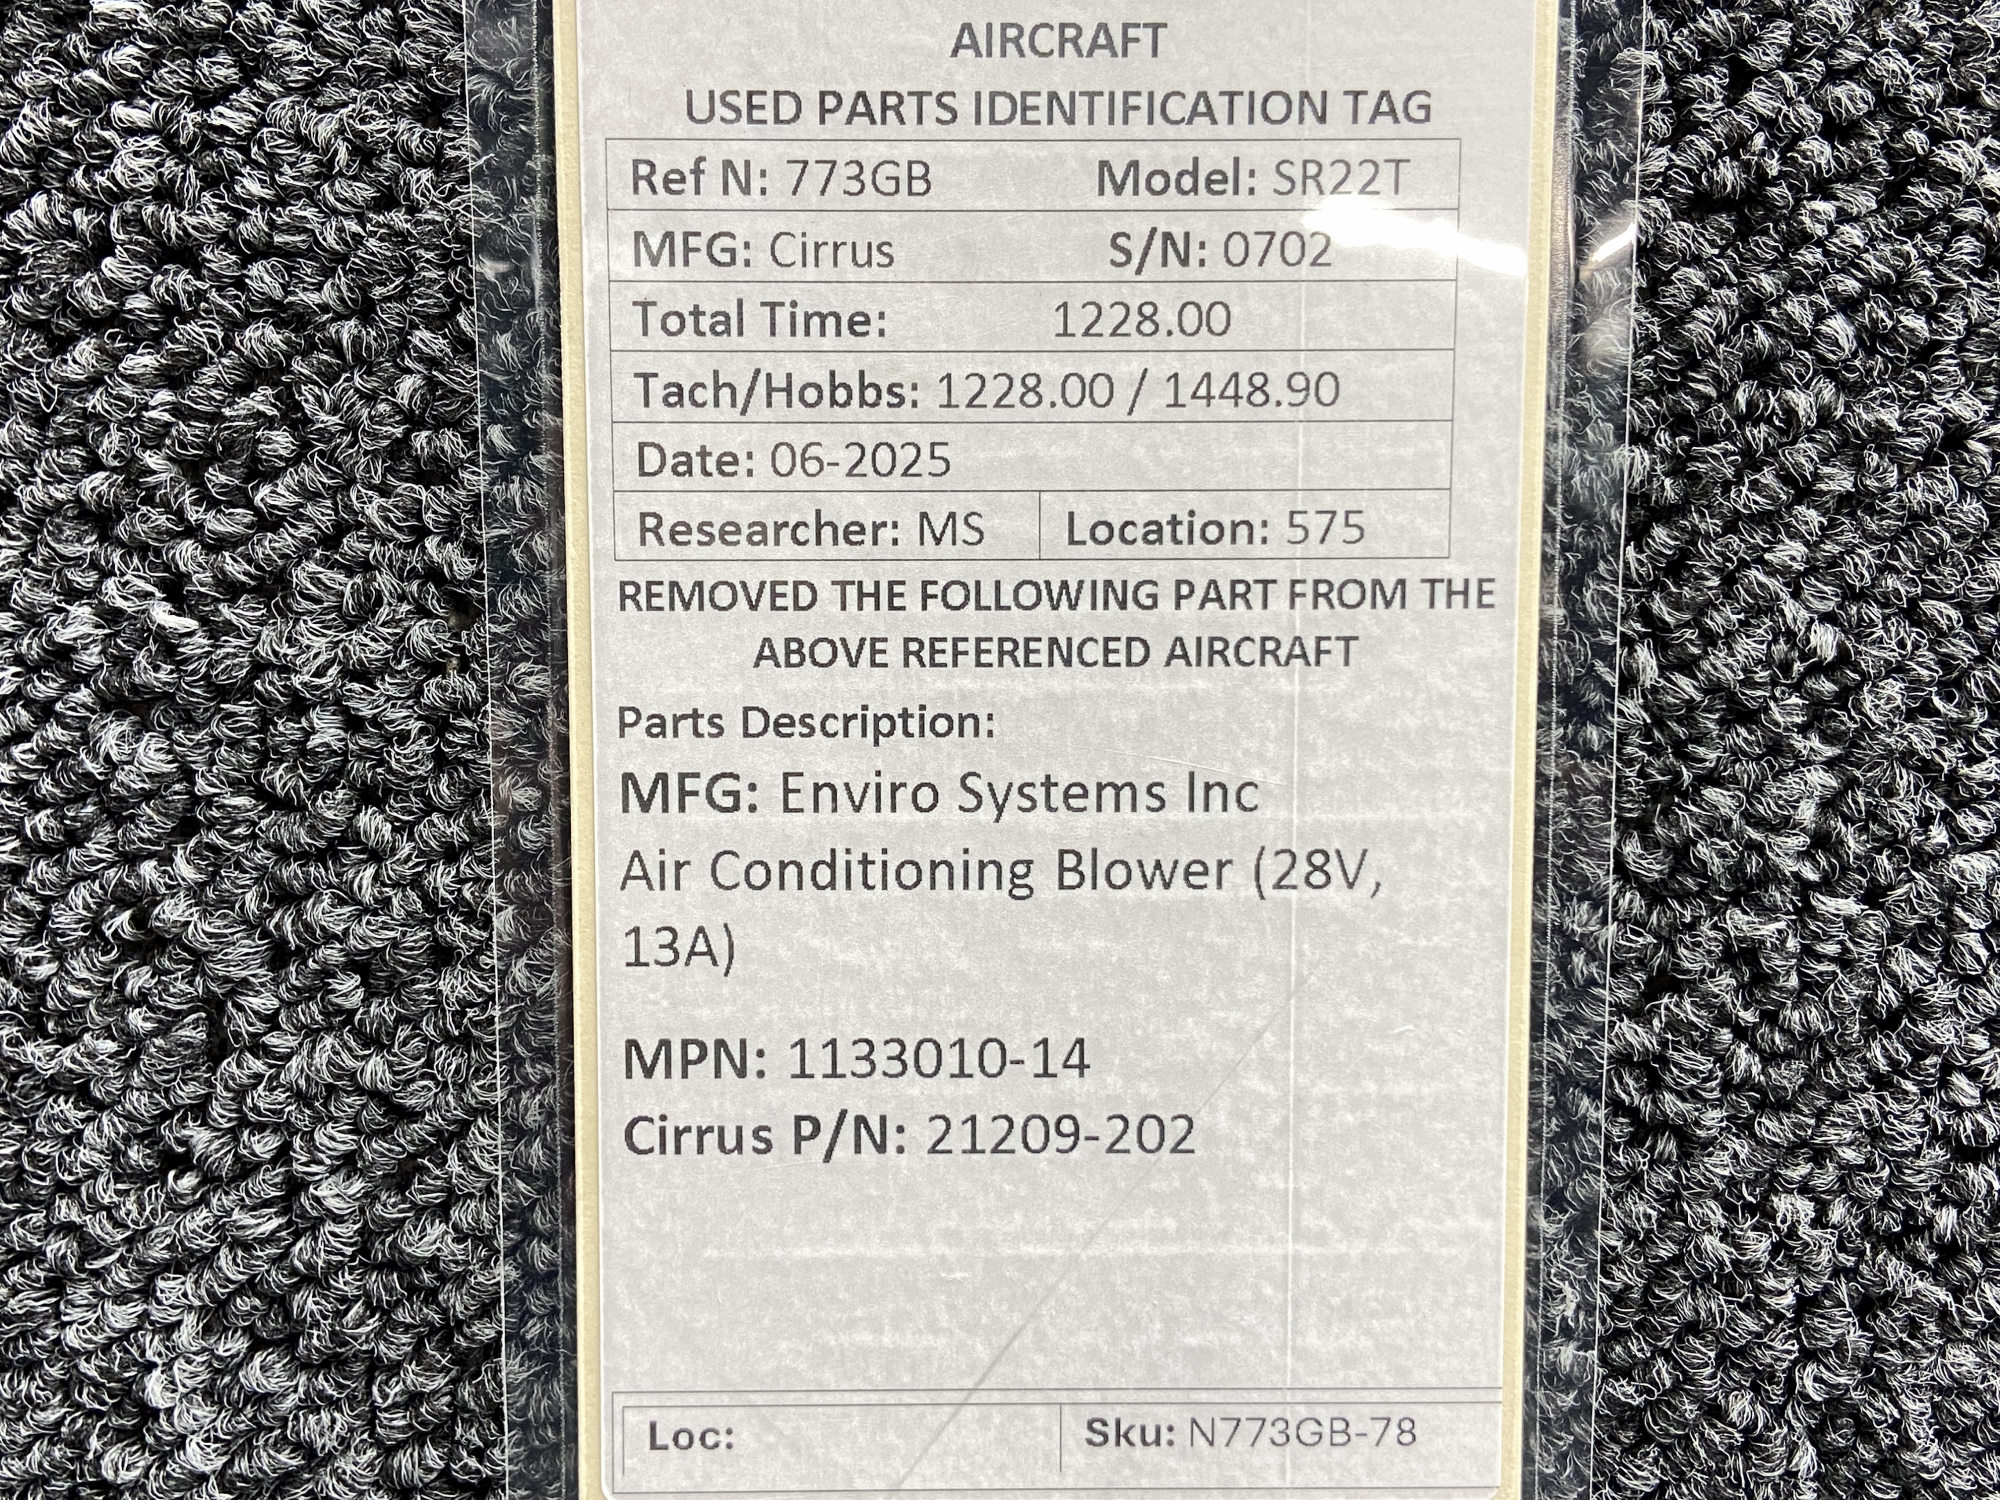 AIRCRAFT
USED PARTS IDENTIFICATION TAG
Ref N: 773GB Model: SR22T
MFG: Cirrus S/N: 0702
Total Time: 1228.00
Tach/Hobbs: 1228.00 / 1448.90
Date: 06-2025
Researcher: MS Location: 575
REMOVED THE FOLLOWING PART FROM THE
ABOVE REFERENCED AIRCRAFT
Parts Description:
MFG: Enviro Systems Inc
Air Conditioning Blower (28V,
13A)
MPN: 1133010-14
Cirrus P/N: 21209-202
Loc: Sku: N773GB-78